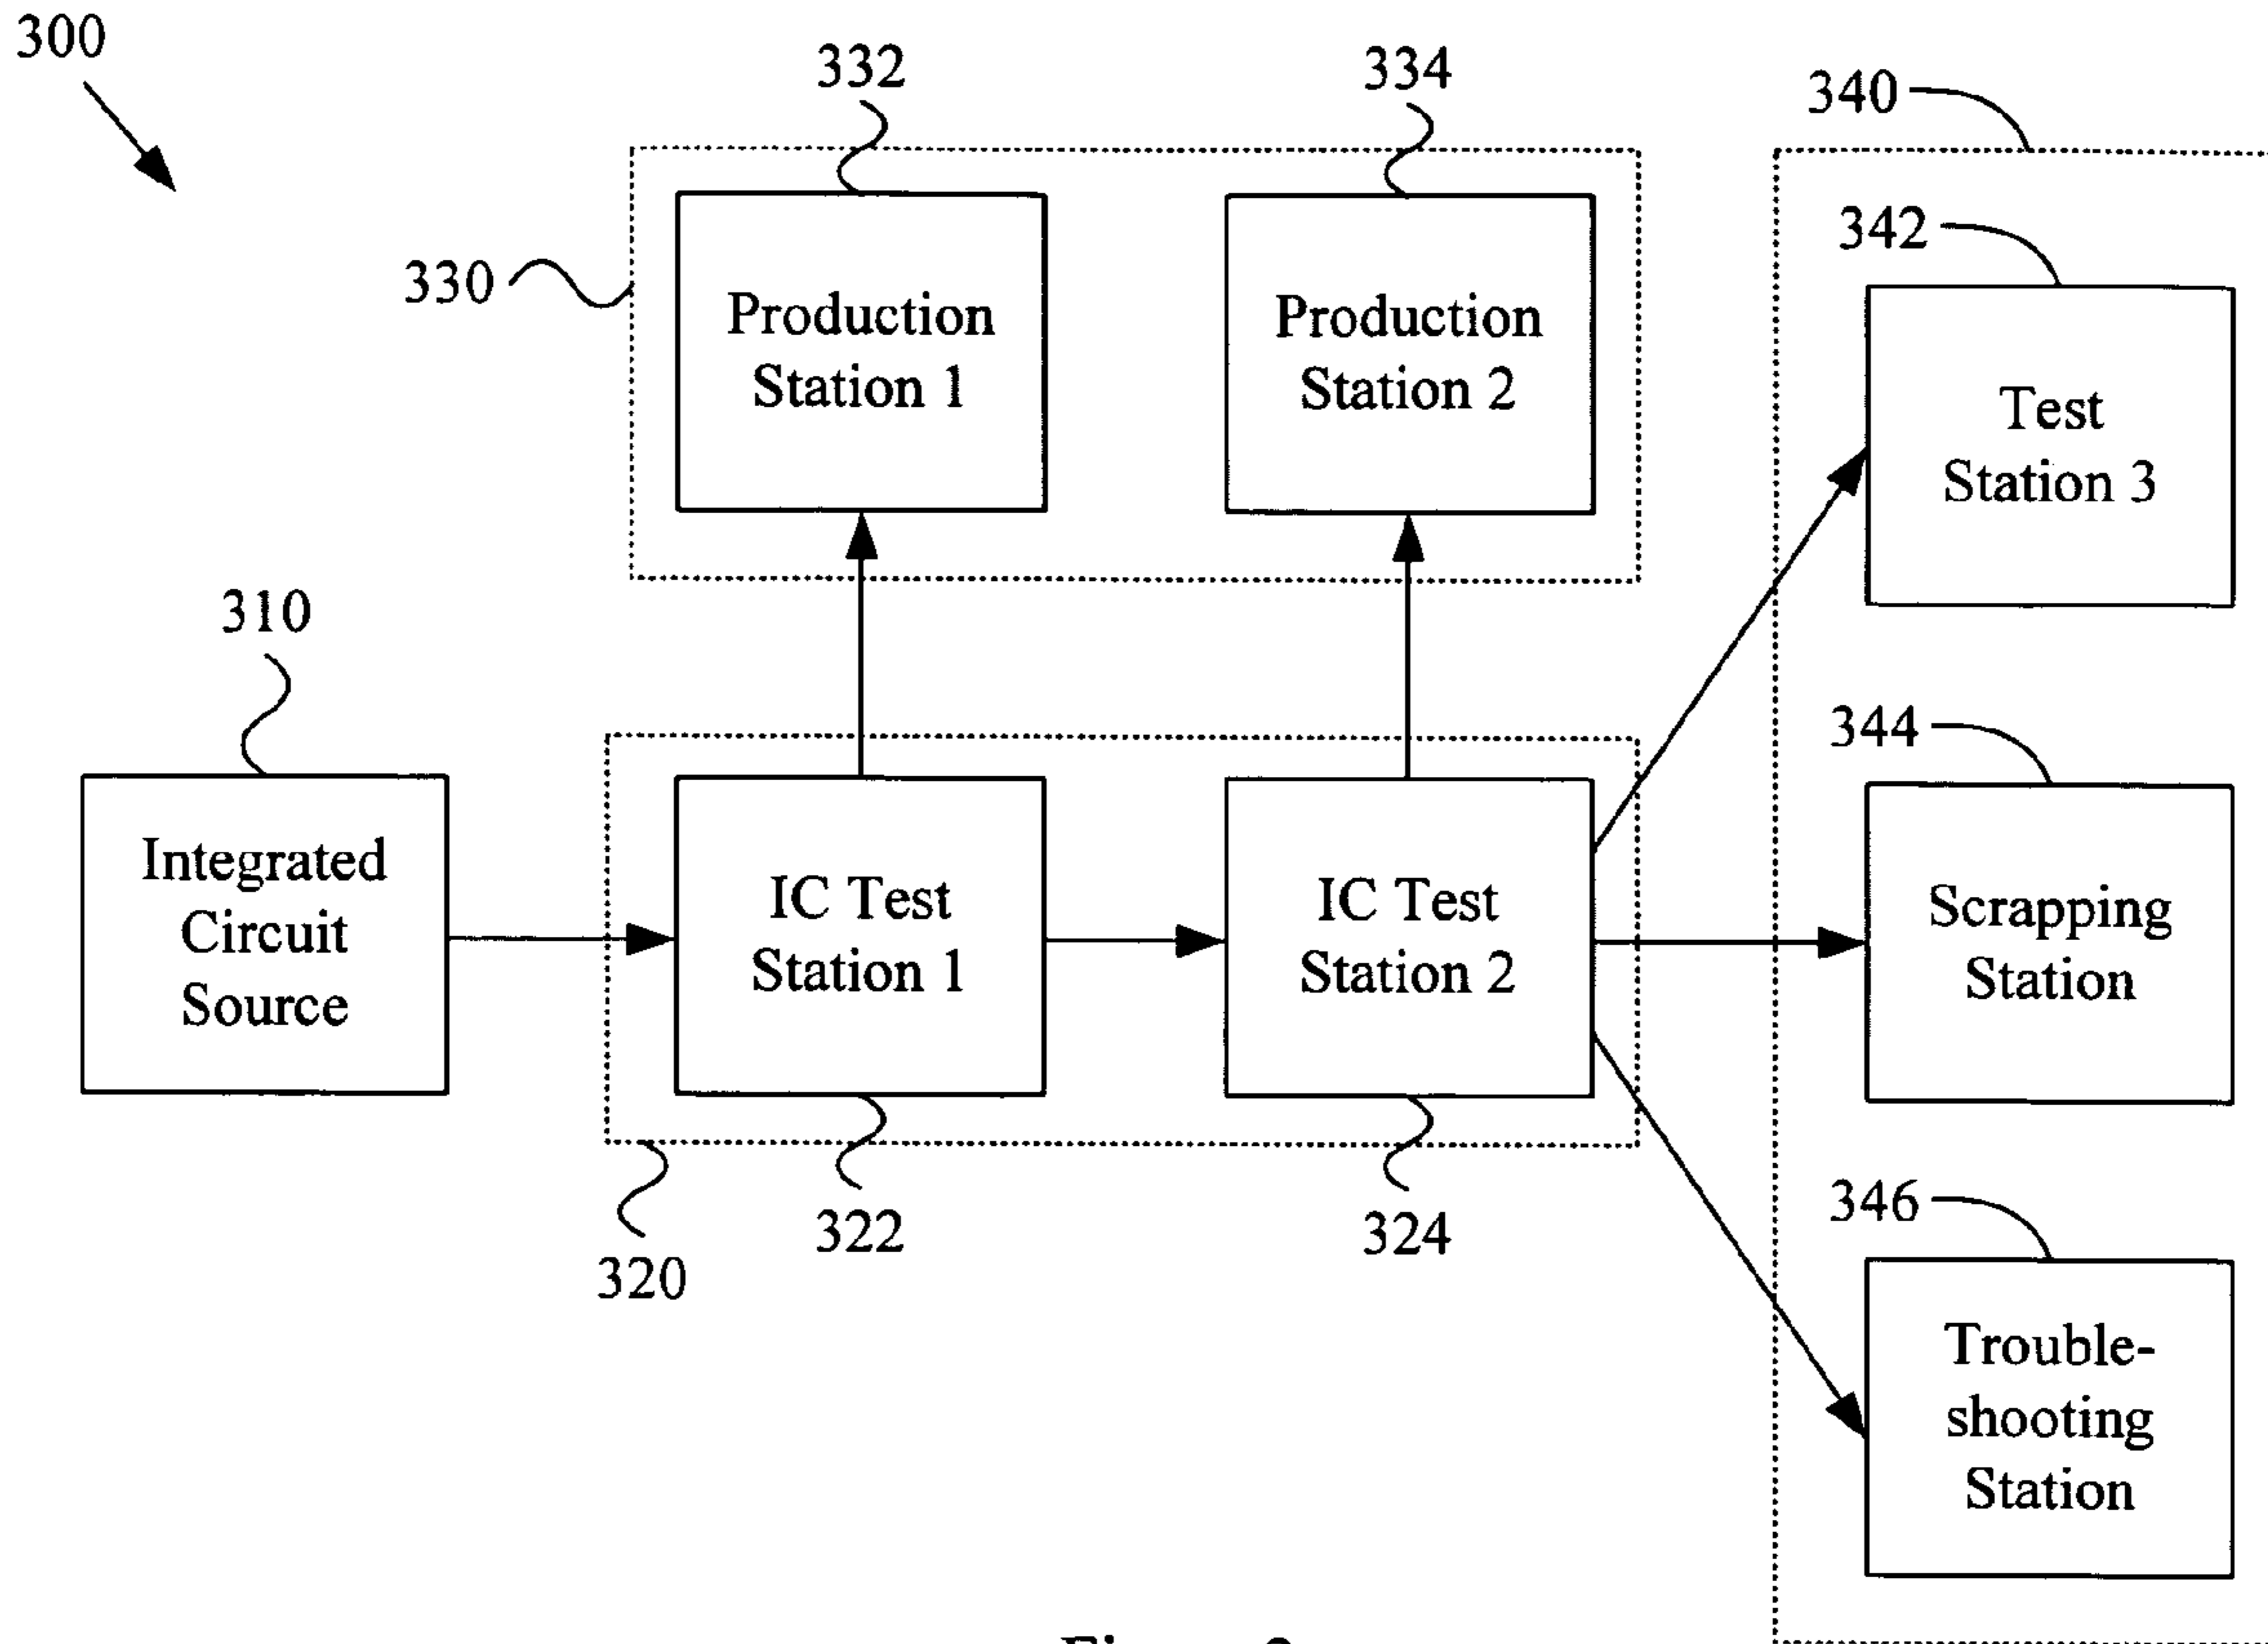 300
332
334
340
342
330
Production
Station 1
Production
Station 2
Test
Station 3
310
344
Integrated
Circuit
Source
IC Test
Station 1
IC Test
Station 2
Scrapping
Station
346
322
324
320
Trouble-
shooting
Station